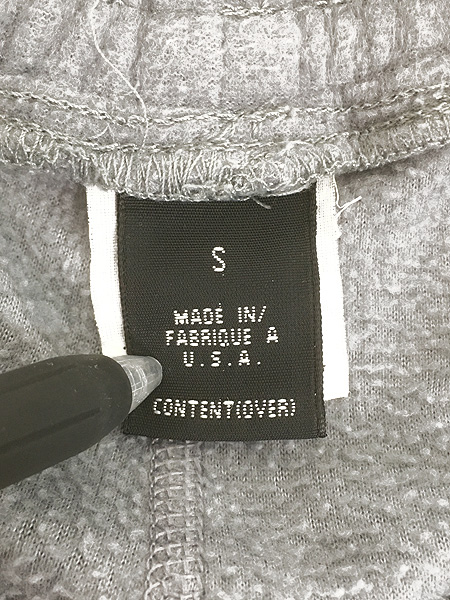 S
MADE IN/
FABRIQUE A
U.S.A.
CONTENT(OVER)